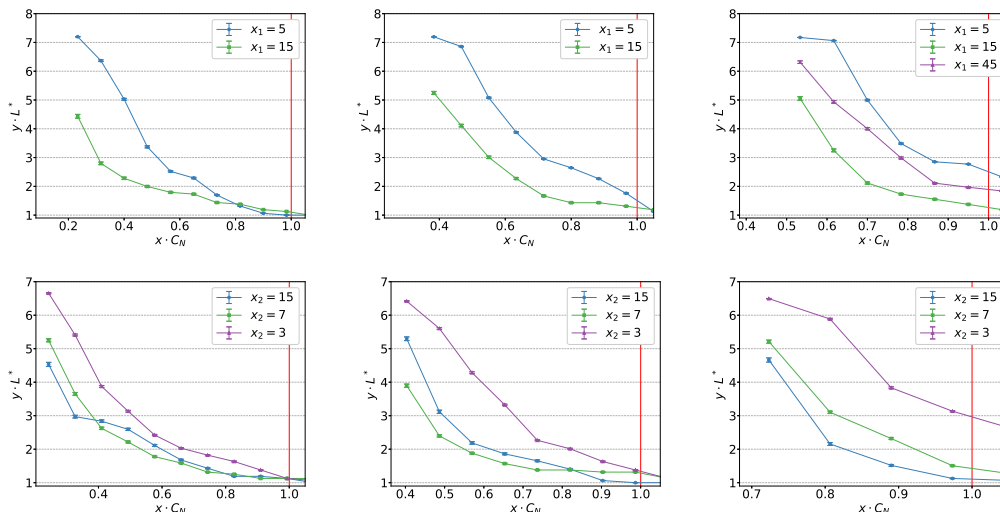 8
7
6
5
4
3
2
1
y · L*
0.2 0.4 0.6 0.8 1.0
x · C_N
x₁ = 5
x₁ = 15
8
7
6
5
4
3
2
1
y · L*
0.4 0.6 0.8 1.0
x · C_N
x₁ = 5
x₁ = 15
8
7
6
5
4
3
2
1
y · L*
0.4 0.5 0.6 0.7 0.8 0.9 1.0
x · C_N
x₁ = 5
x₁ = 15
x₁ = 45
7
6
5
4
3
2
1
y · L*
0.4 0.6 0.8 1.0
x · C_N
x₂ = 15
x₂ = 7
x₂ = 3
7
6
5
4
3
2
1
y · L*
0.4 0.5 0.6 0.7 0.8 0.9 1.0
x · C_N
x₂ = 15
x₂ = 7
x₂ = 3
7
6
5
4
3
2
1
y · L*
0.7 0.8 0.9 1.0
x · C_N
x₂ = 15
x₂ = 7
x₂ = 3